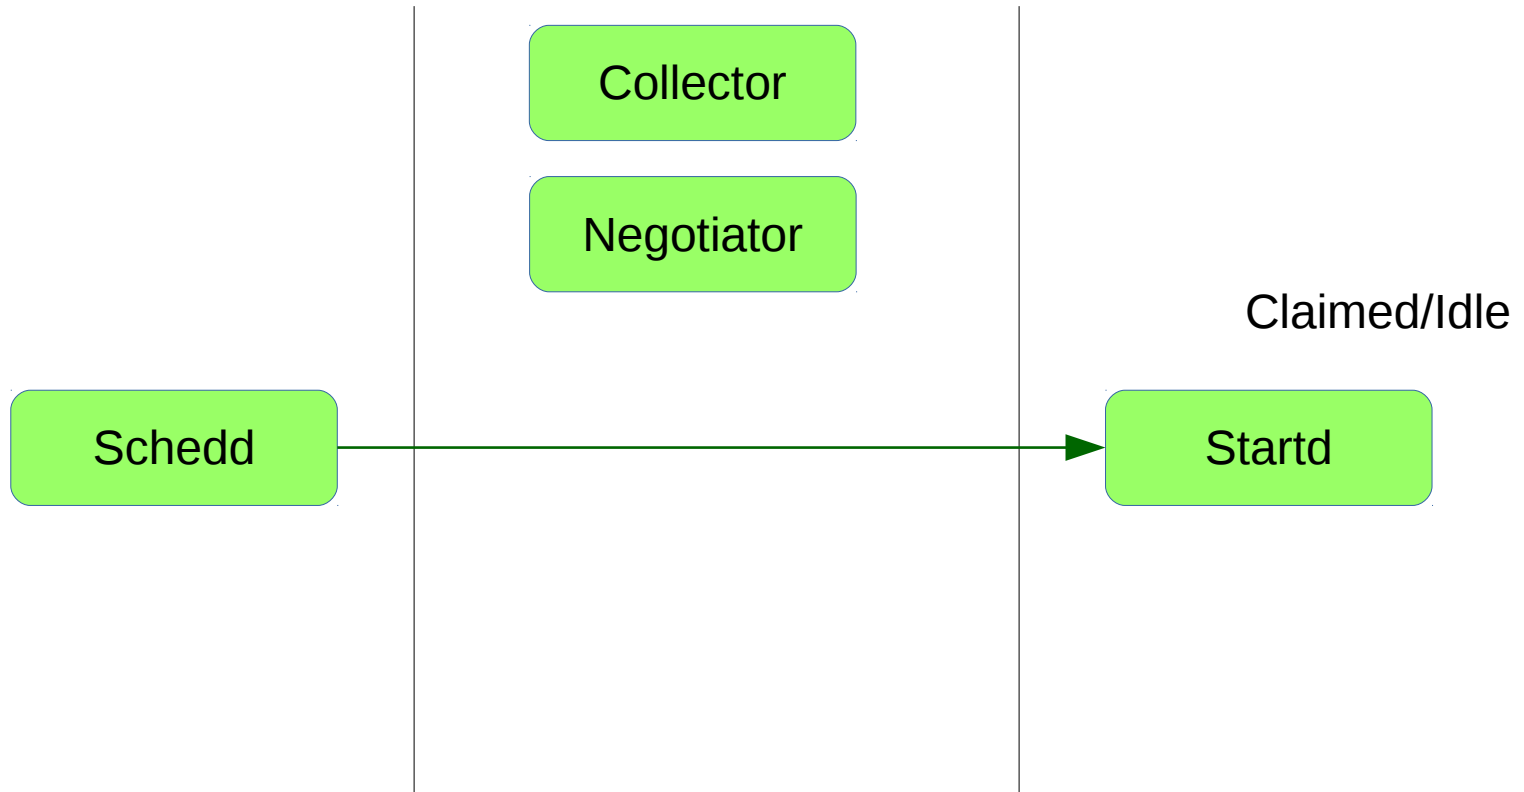 Collector
Negotiator
Claimed/Idle
Schedd
Startd